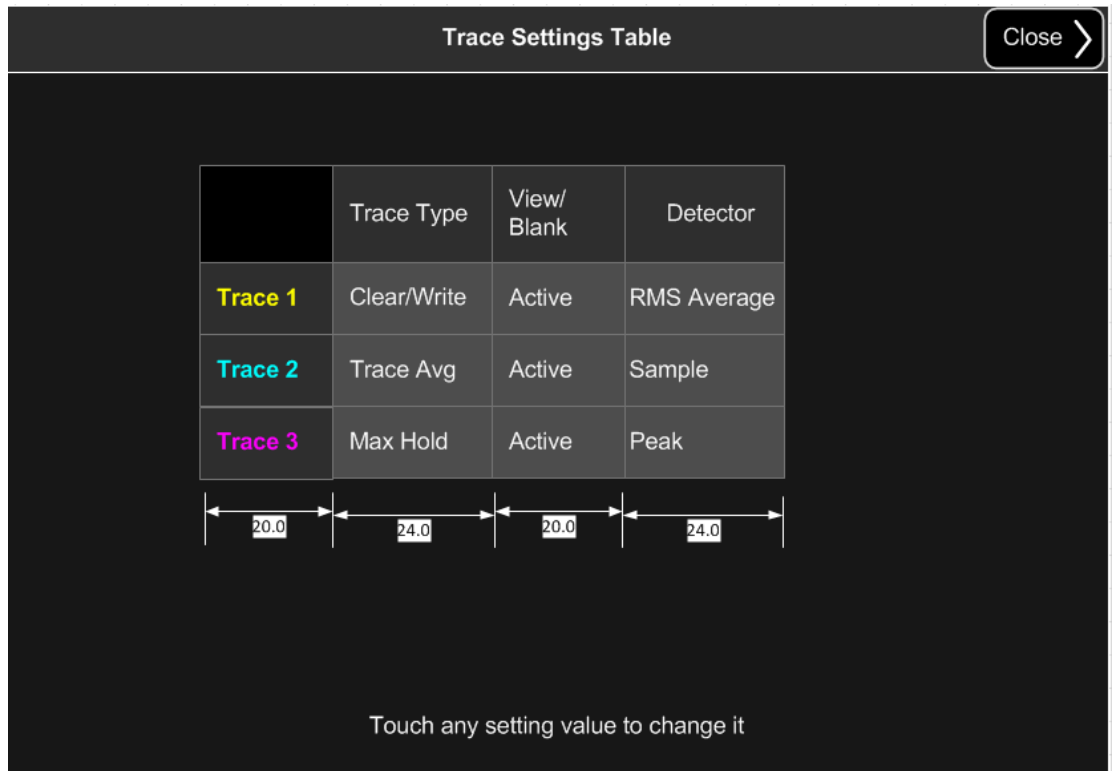 Trace Settings Table
Close
Trace Type
View/
Blank
Detector
Trace 1
Clear/Write
Active
RMS Average
Trace 2
Trace Avg
Active
Sample
Trace 3
Max Hold
Active
Peak
20.0
24.0
20.0
24.0
Touch any setting value to change it